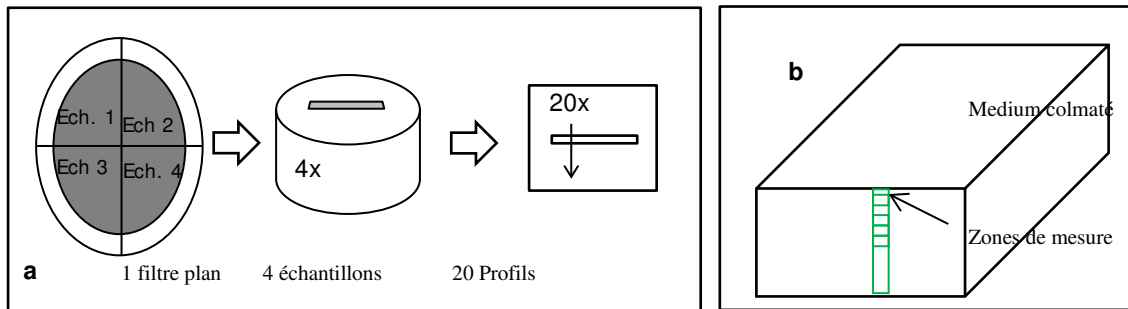 Ech. 1
Ech 2
Ech 3
Ech. 4
4x
20x
a
1 filtre plan
4 échantillons
20 Profils
b
Medium colmaté
Zones de mesure